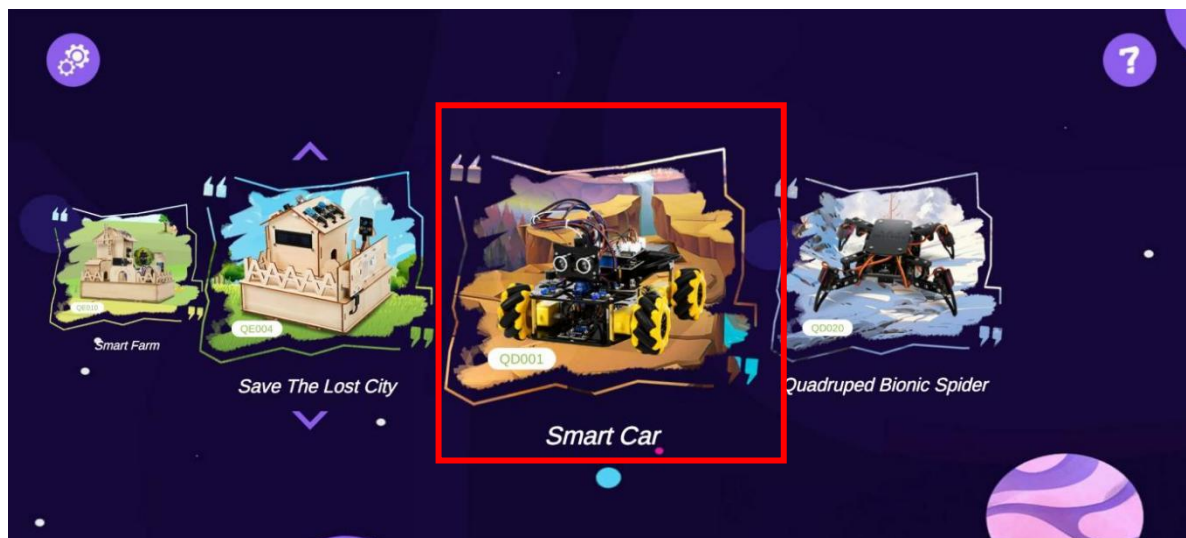 ?
QE010
Smart Farm
QE004
Save The Lost City
QD001
Smart Car
QD020
Quadruped Bionic Spider